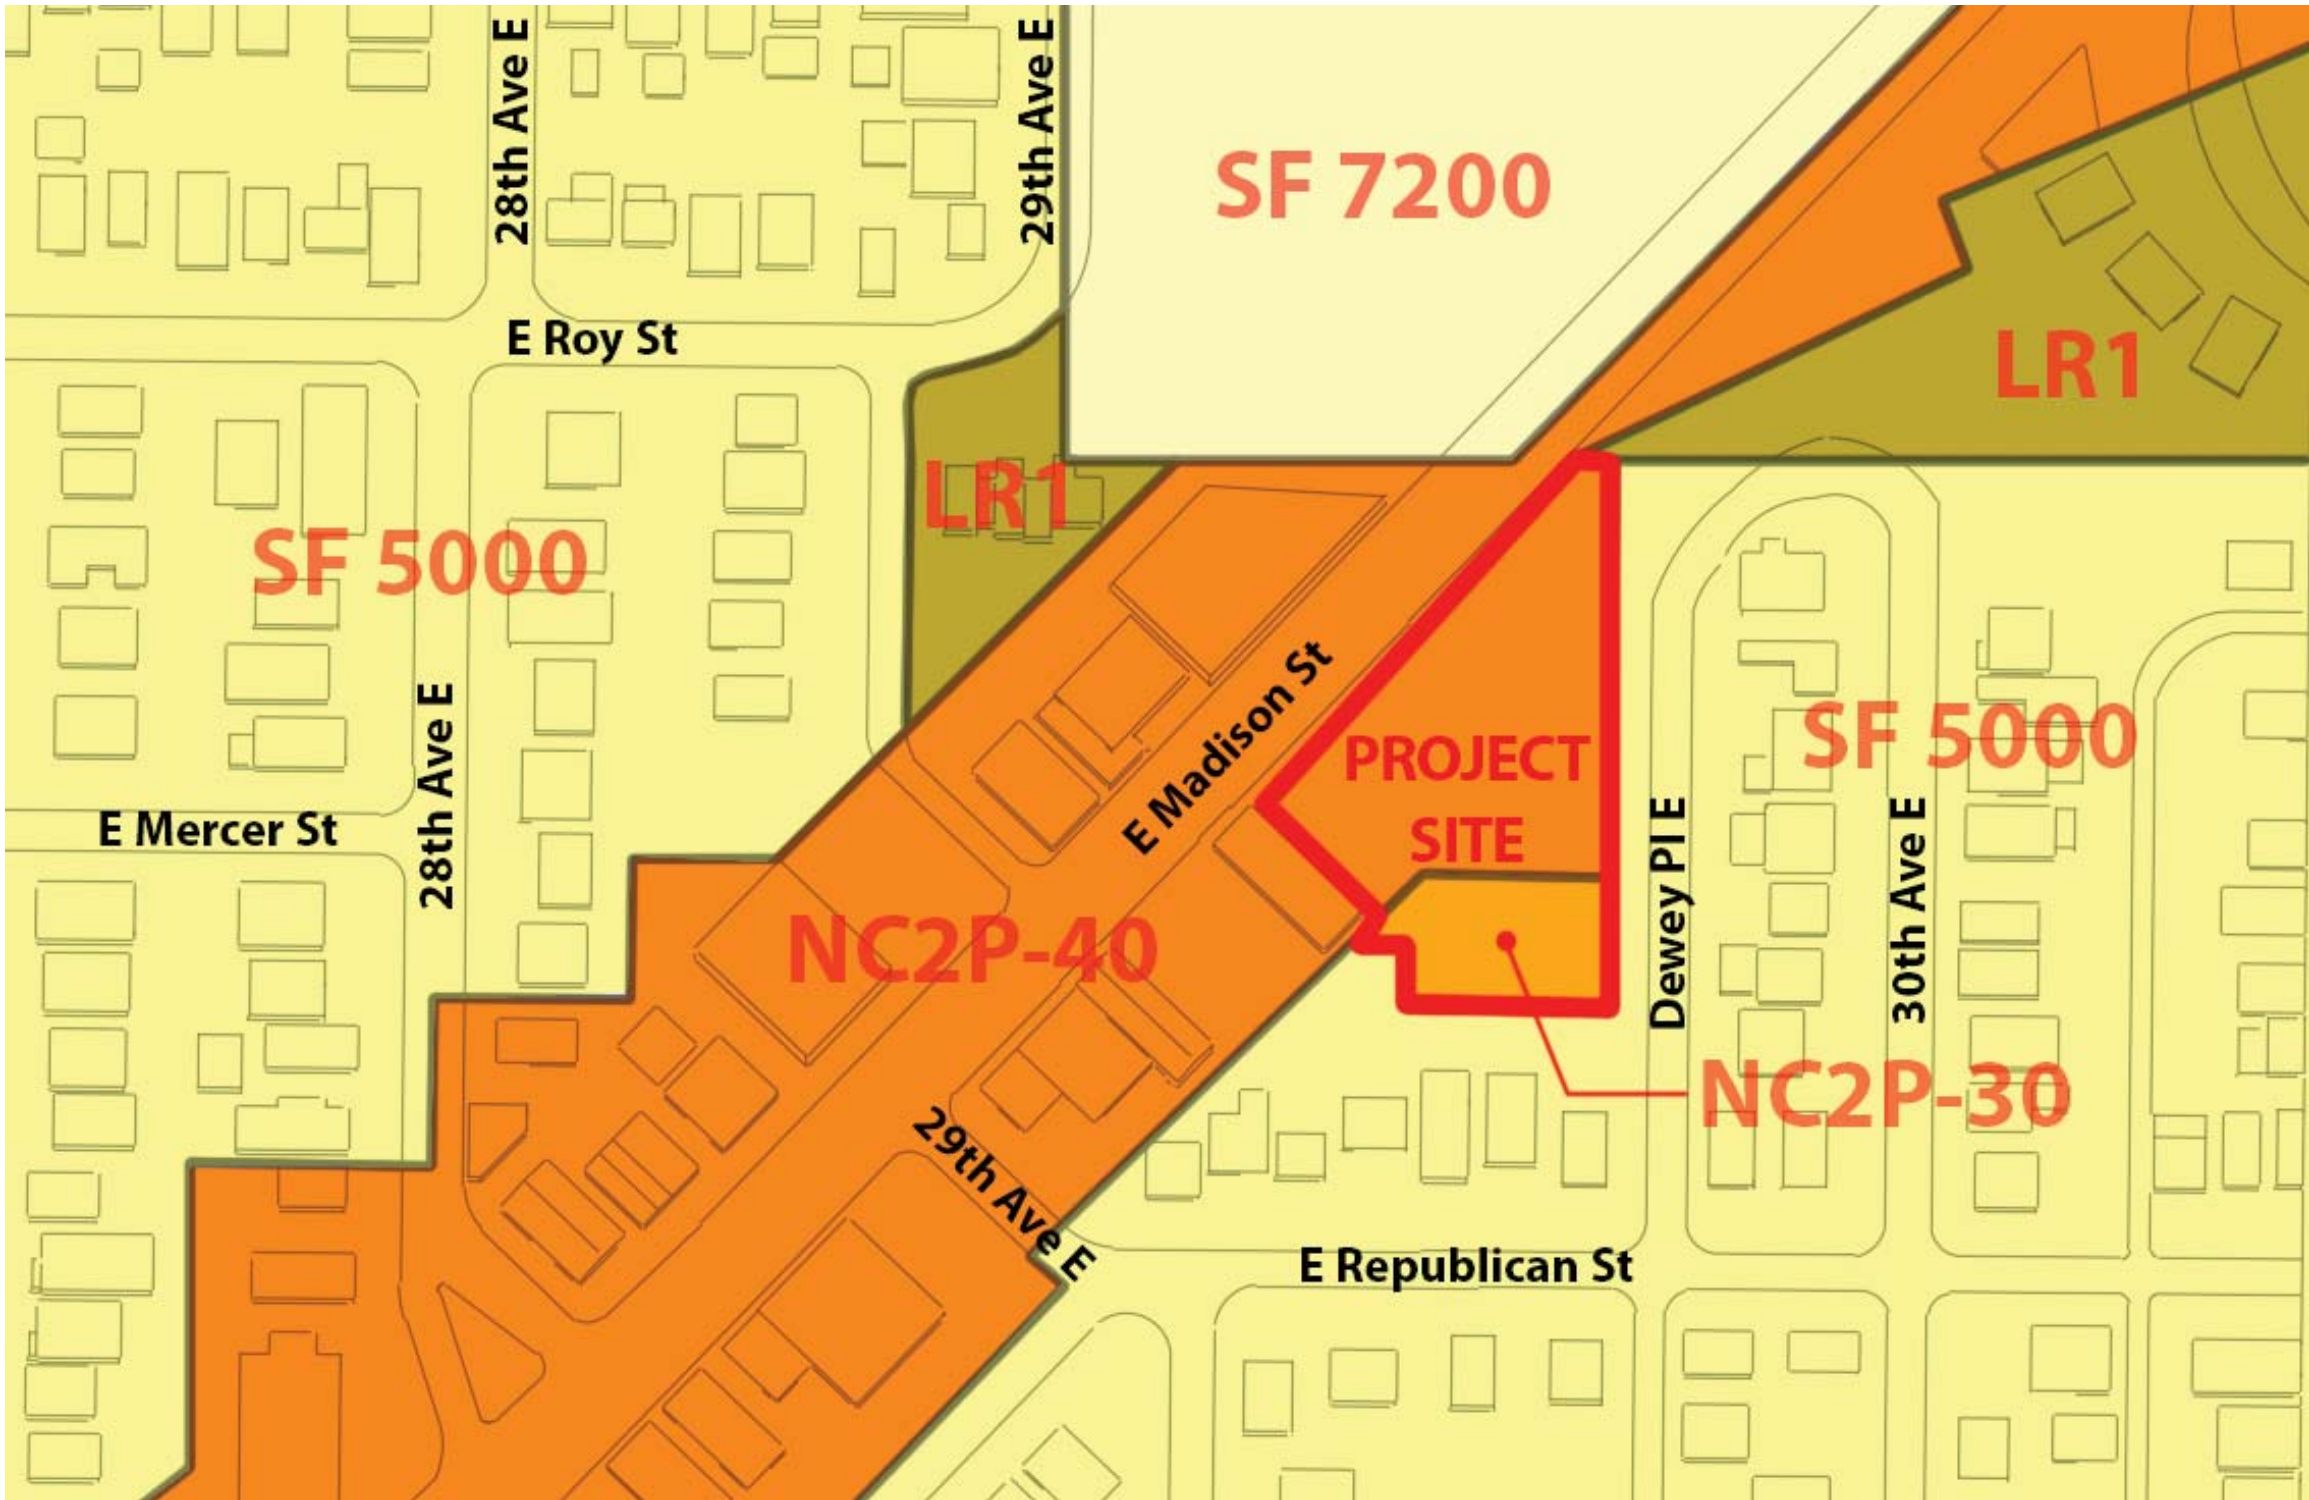 28th Ave E
29th Ave E
SF 7200
E Roy St
LR1
LR1
SF 5000
E Madison St
28th Ave E
E Mercer St
PROJECT
SITE
SF 5000
Dewey Pl E
30th Ave E
NC2P-40
NC2P-30
29th Ave E
E Republican St